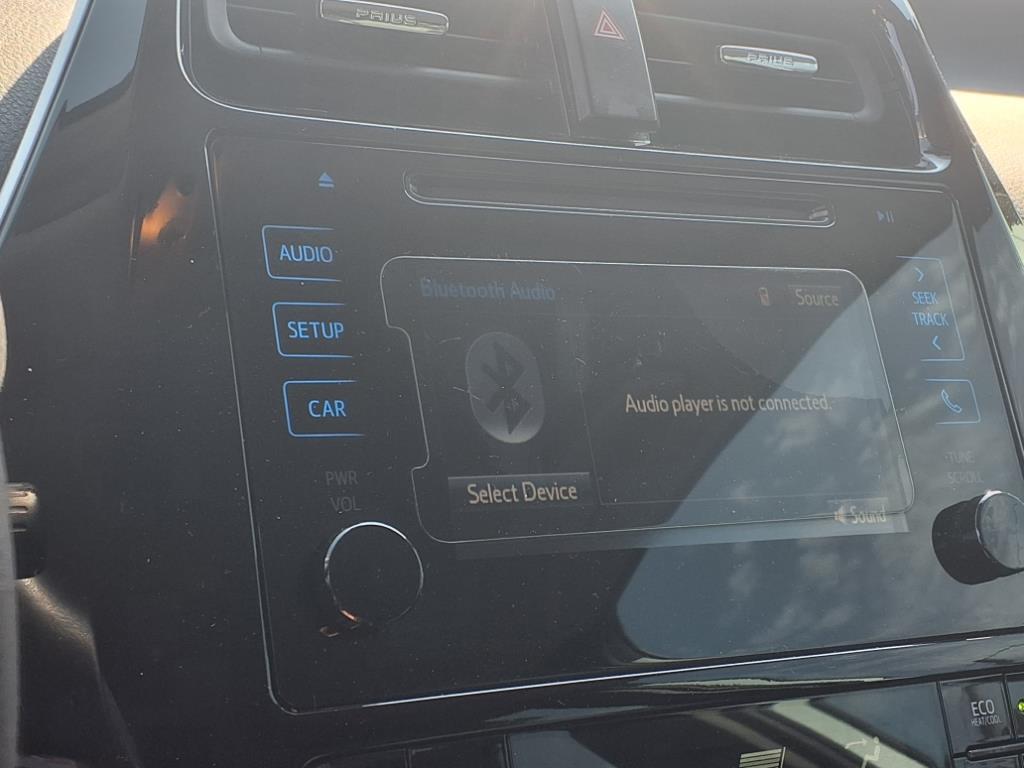 PRIUS
PRIUS
AUDIO
SETUP
CAR
PWR
VOL
Bluetooth Audio
Source
Audio player is not connected.
Select Device
Sound
SEEK
TRACK
TUNE
SCROLL
ECO
HEAT/COOL